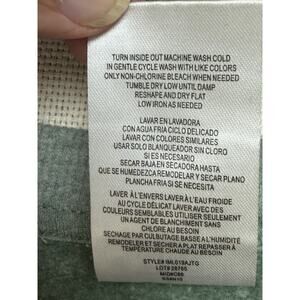 TURN INSIDE OUT MACHINE WASH COLD
IN GENTLE CYCLE WASH WITH LIKE COLORS
ONLY NON-CHLORINE BLEACH WHEN NEEDED
TUMBLE DRY LOW UNTIL DAMP
RESHAPE AND DRY FLAT
LOW IRON AS NEEDED
LAVAR EN LAVADORA
CON AGUA FRIA CICLO DELICADO
LAVAR CON COLORES SIMILARES
USAR SOLO BLANQUEADOR SIN CLORO
SI ES NECESARIO
SECAR BAJA EN SECADORA HASTA
QUE SE HUMEDEZCA REMODELAR Y SECAR PLANO
PLANCHA FRIA SI SE NECESITA
LAVER À L'ENVERS LAVER À L'EAU FROIDE
AU CYCLE DÉLICAT LAVER AVEC DES
COULEURS SEMBLABLES UTILISER SEULEMENT
UN AGENT DE BLANCHIMENT SANS
CHLORE AU BESOIN
SÉCHER PAR CULBUTAGE BASSE À L'HUMIDITÉ
REMODELER ET SÉCHER À PLAT REPASSER À
TEMPÉRATURE CHAUDE AU BESOIN
LOT# 28765